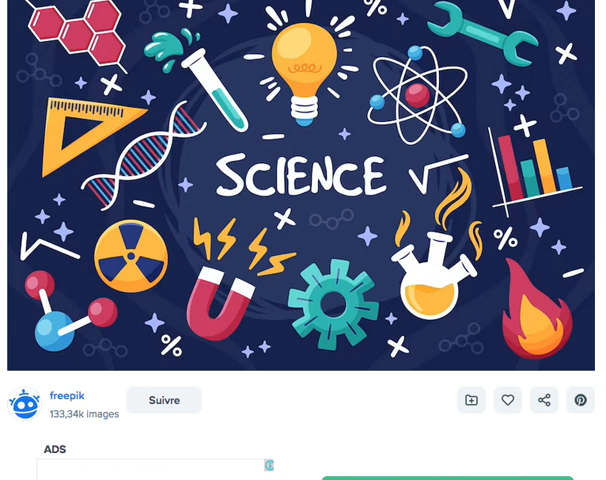 %
SCIENCE
√
%
%
freepik
133,34k images
Suivre
ADS